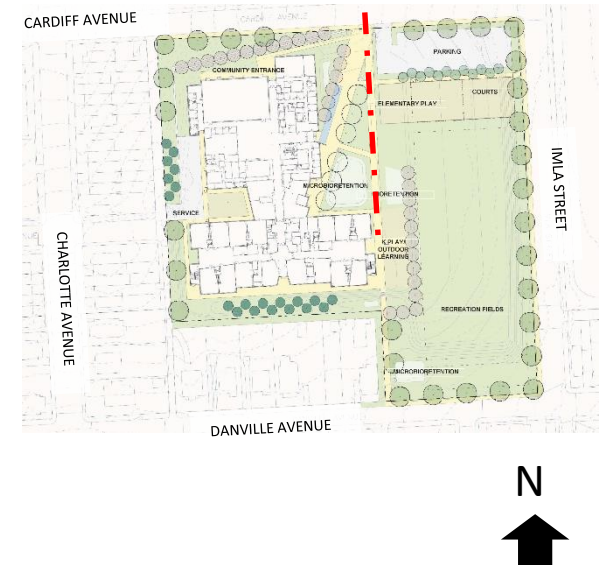 CARDIFF AVENUE
PARKING
COMMUNITY ENTRANCE
COURTS
ELEMENTARY PLAY
IMLA STREET
MICROBIORETENTION
ORETENTION
SERVICE
K PLAY/
OUTDOOR
LEARNING
CHARLOTTE AVENUE
RECREATION FIELDS
MICROBIORETENTION
DANVILLE AVENUE
N